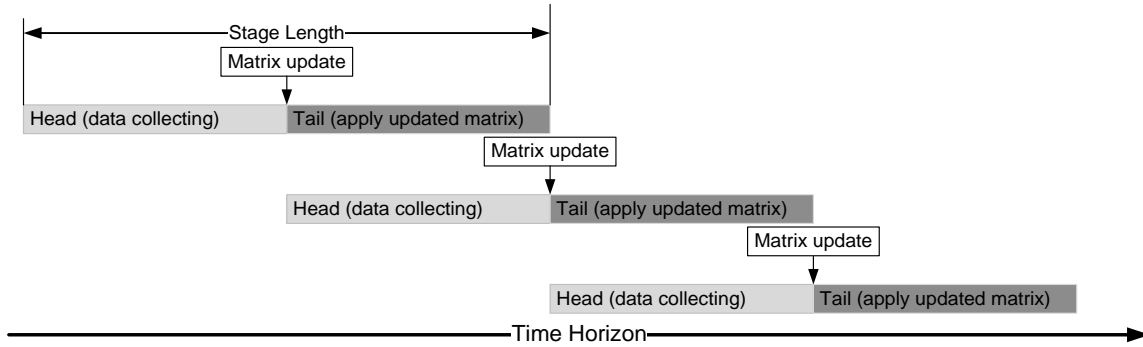 Stage Length
Matrix update
Head (data collecting) Tail (apply updated matrix)
Matrix update
Head (data collecting) Tail (apply updated matrix)
Matrix update
Head (data collecting) Tail (apply updated matrix)
Time Horizon